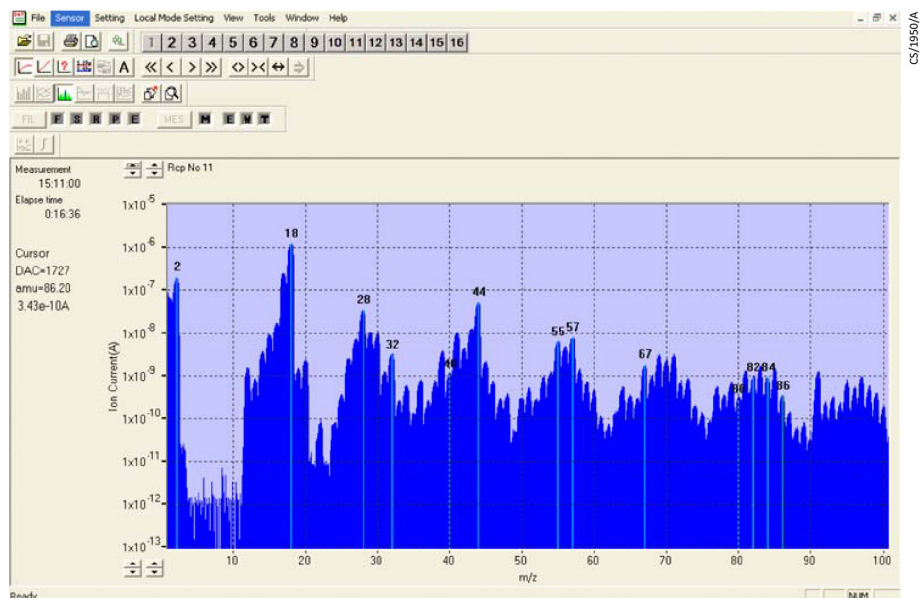 File Sensor Setting Local Mode Setting View Tools Window Help
1 2 3 4 5 6 7 8 9 10 11 12 13 14 15 16
A
FIL F S R P E MES M E W T
Measurement
15:11:00
Elapse time
0:16:36
Cursor
DAC=1727
amu=86.20
3.43e-10A
Rcp No 11
1x10-5
1x10-6
1x10-7
1x10-8
1x10-9
1x10-10
1x10-11
1x10-12
1x10-13
Ion Current(A)
2
18
28
32
40
44
55 57
67
80
82 84
86
10 20 30 40 50 60 70 80 90 100
m/z
Ready
NUM
CS/1950/A